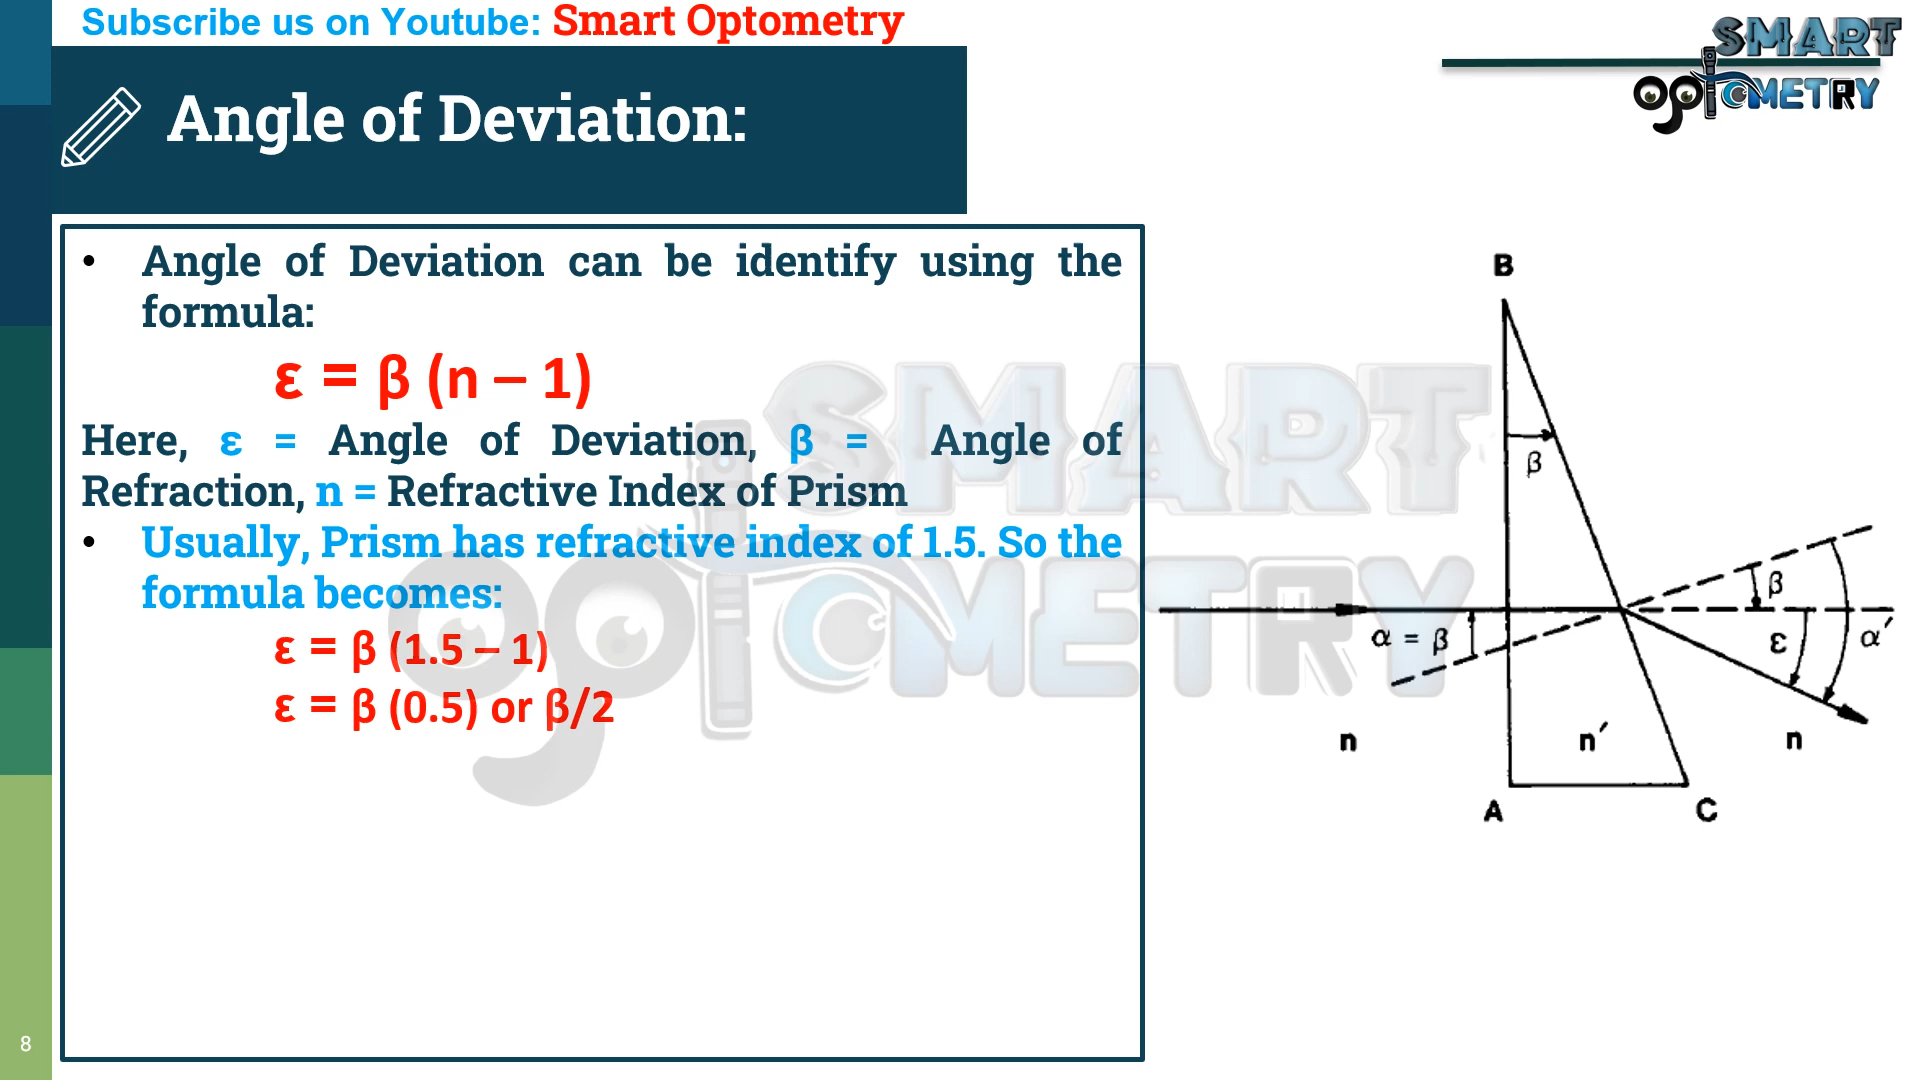 Subscribe us on Youtube: Smart Optometry
SMART
OptOMETRY
Angle of Deviation:
• Angle of Deviation can be identify using the
formula:
ε = β (n – 1)
Here, ε = Angle of Deviation, β = Angle of
Refraction, n = Refractive Index of Prism
• Usually, Prism has refractive index of 1.5. So the
formula becomes:
ε = β (1.5 – 1)
ε = β (0.5) or β/2
SMART
OptOMETRY
B
β
β
α = β
ε
α′
n
n′
n
A
C
8